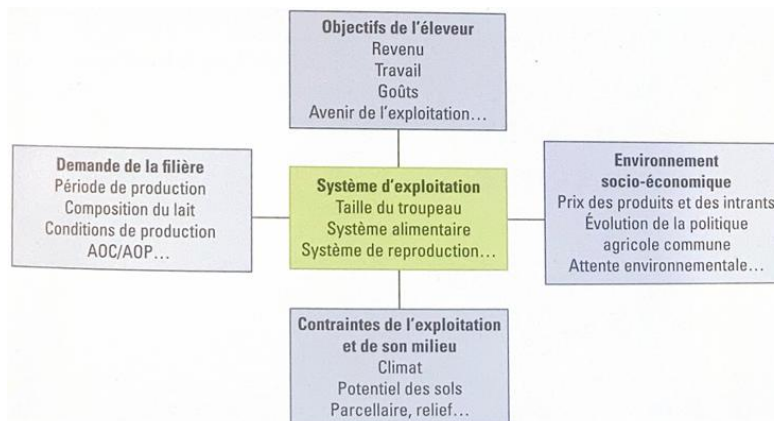 Objectifs de l'éleveur
Revenu
Travail
Goûts
Avenir de l'exploitation...
Demande de la filière
Période de production
Composition du lait
Conditions de production
AOC/AOP...
Système d'exploitation
Taille du troupeau
Système alimentaire
Système de reproduction...
Environnement
socio-économique
Prix des produits et des intrants
Évolution de la politique
agricole commune
Attente environnementale...
Contraintes de l'exploitation
et de son milieu
Climat
Potentiel des sols
Parcellaire, relief...